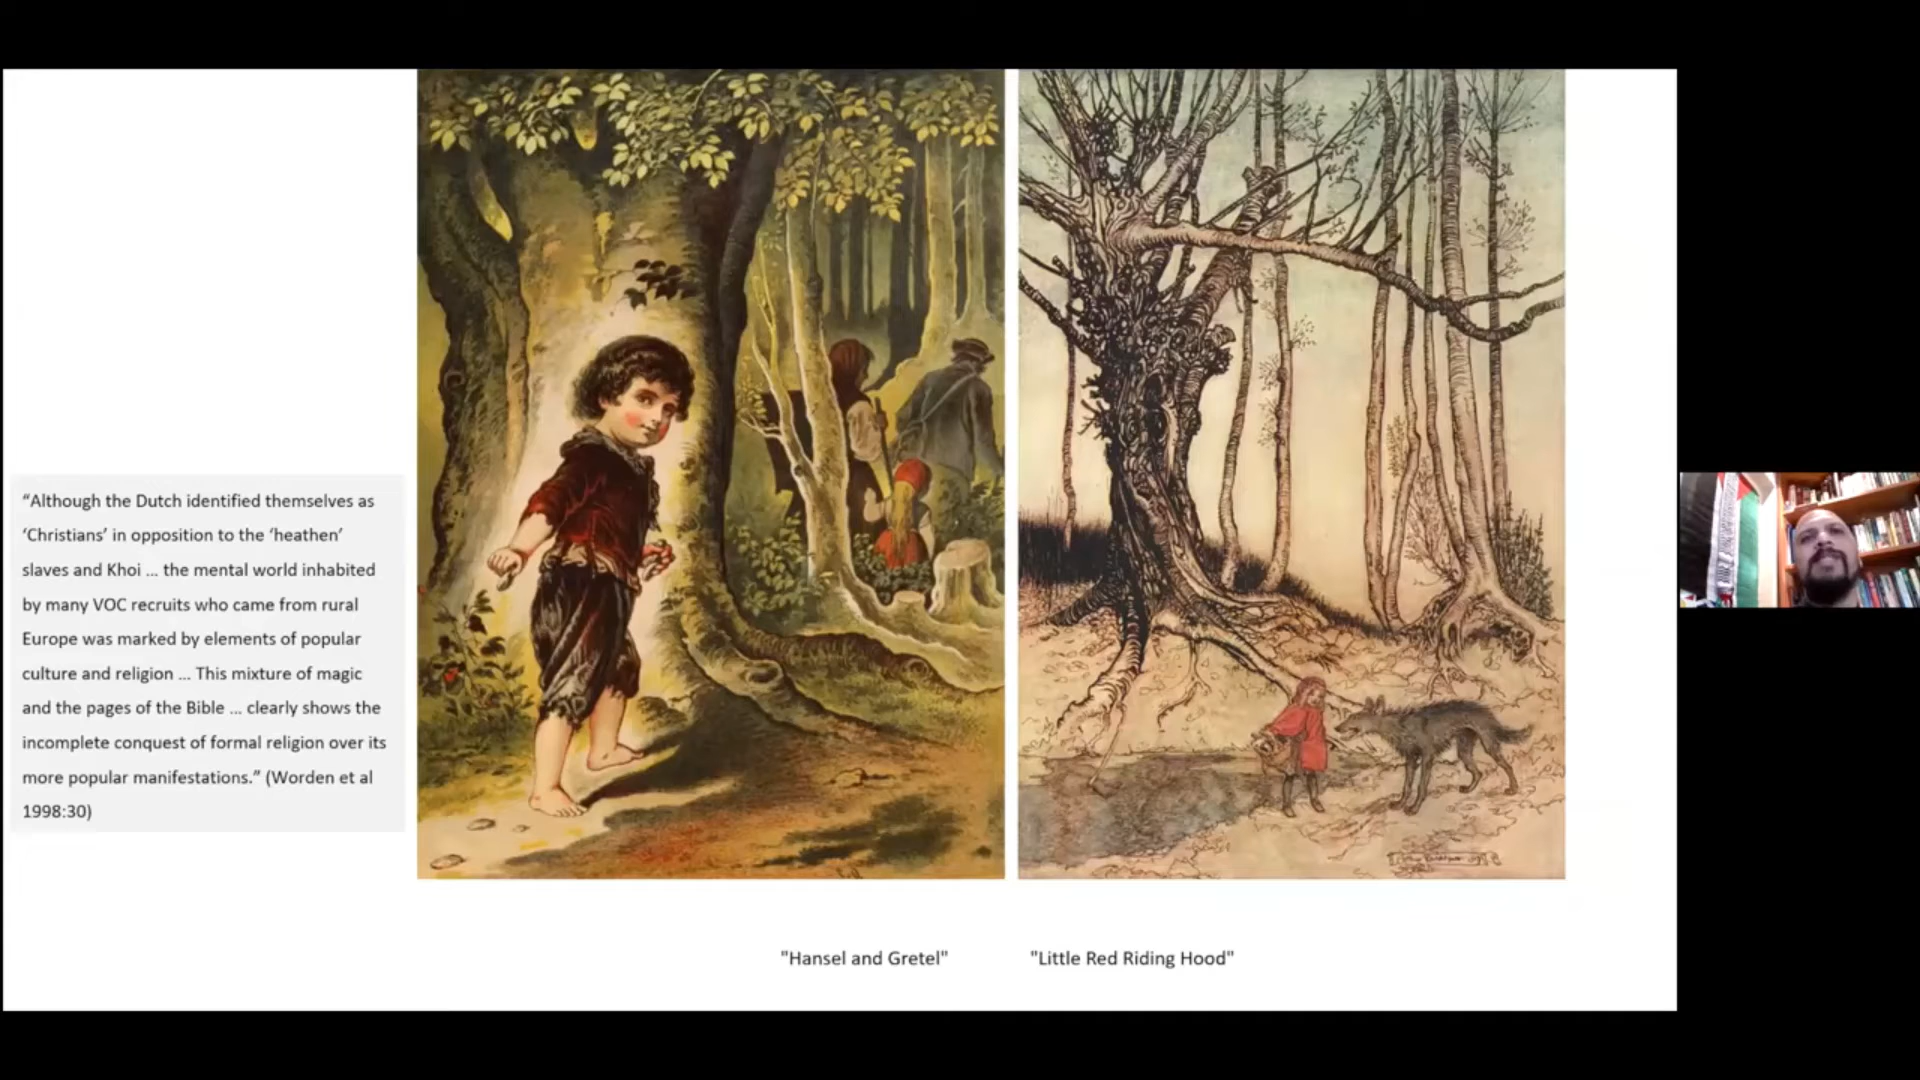 “Although the Dutch identified themselves as
‘Christians’ in opposition to the ‘heathen’
slaves and Khoi ... the mental world inhabited
by many VOC recruits who came from rural
Europe was marked by elements of popular
culture and religion ... This mixture of magic
and the pages of the Bible ... clearly shows the
incomplete conquest of formal religion over its
more popular manifestations.” (Worden et al
1998:30)
"Hansel and Gretel"
"Little Red Riding Hood"